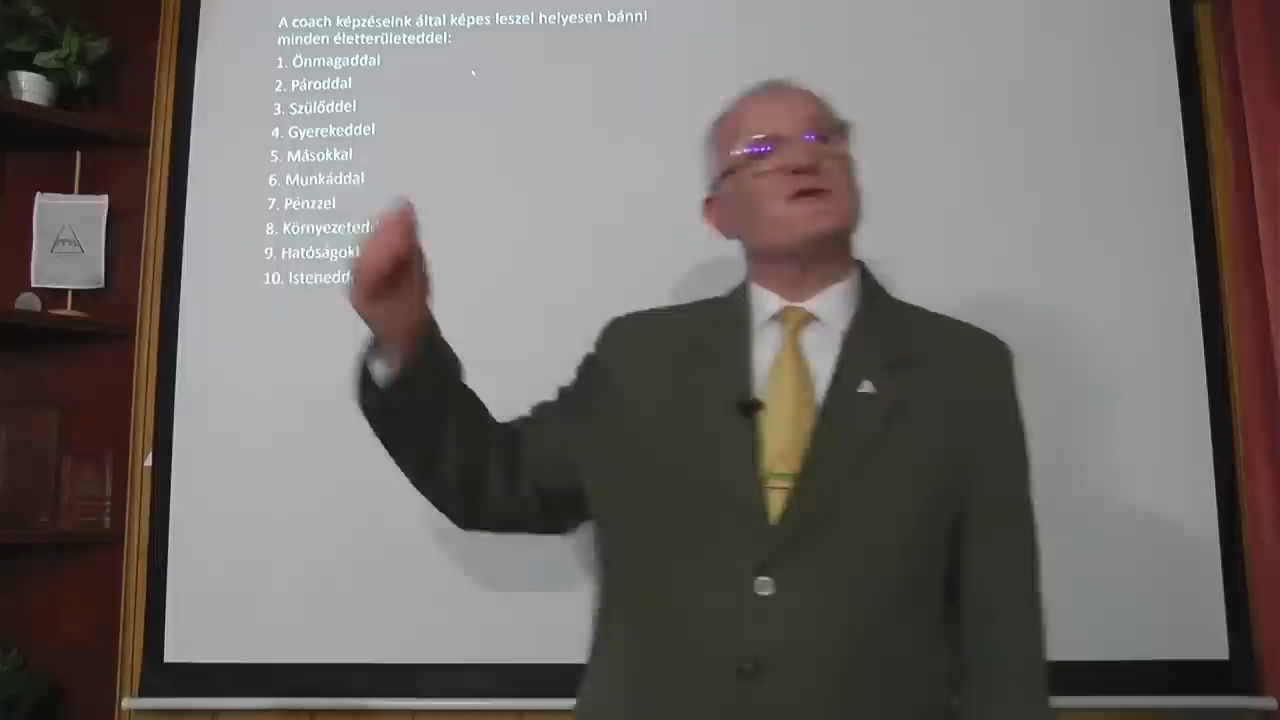 A coach képzéseink által képes leszel helyesen bánni
minden életterületeddel:
1. Önmagaddal
2. Pároddal
3. Szülőddel
4. Gyerekeddel
5. Másokkal
6. Munkáddal
7. Pénzzel
8.
9.
10.